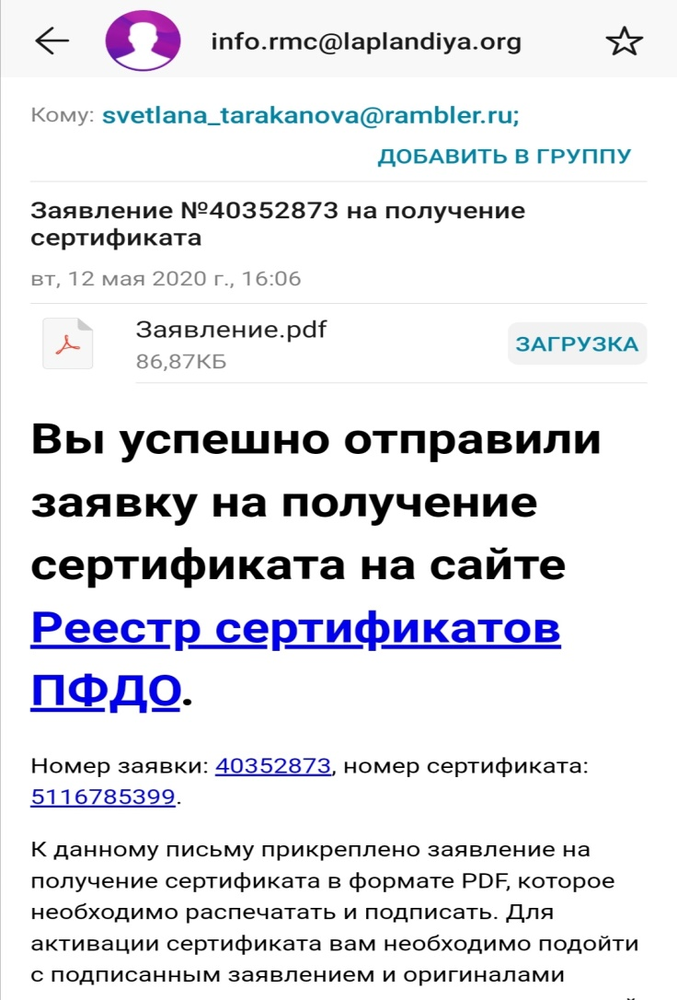 info.rmc@laplandiya.org
Кому: svetlana_tarakanova@rambler.ru;
ДОБАВИТЬ В ГРУППУ
Заявление №40352873 на получение
сертификата
вт, 12 мая 2020 г., 16:06
Заявление.pdf
86,87КБ
ЗАГРУЗКА
Вы успешно отправили
заявку на получение
сертификата на сайте
Реестр сертификатов
ПФДО.
Номер заявки: 40352873, номер сертификата:
5116785399.
К данному письму прикреплено заявление на
получение сертификата в формате PDF, которое
необходимо распечатать и подписать. Для
активации сертификата вам необходимо подойти
с подписанным заявлением и оригиналами